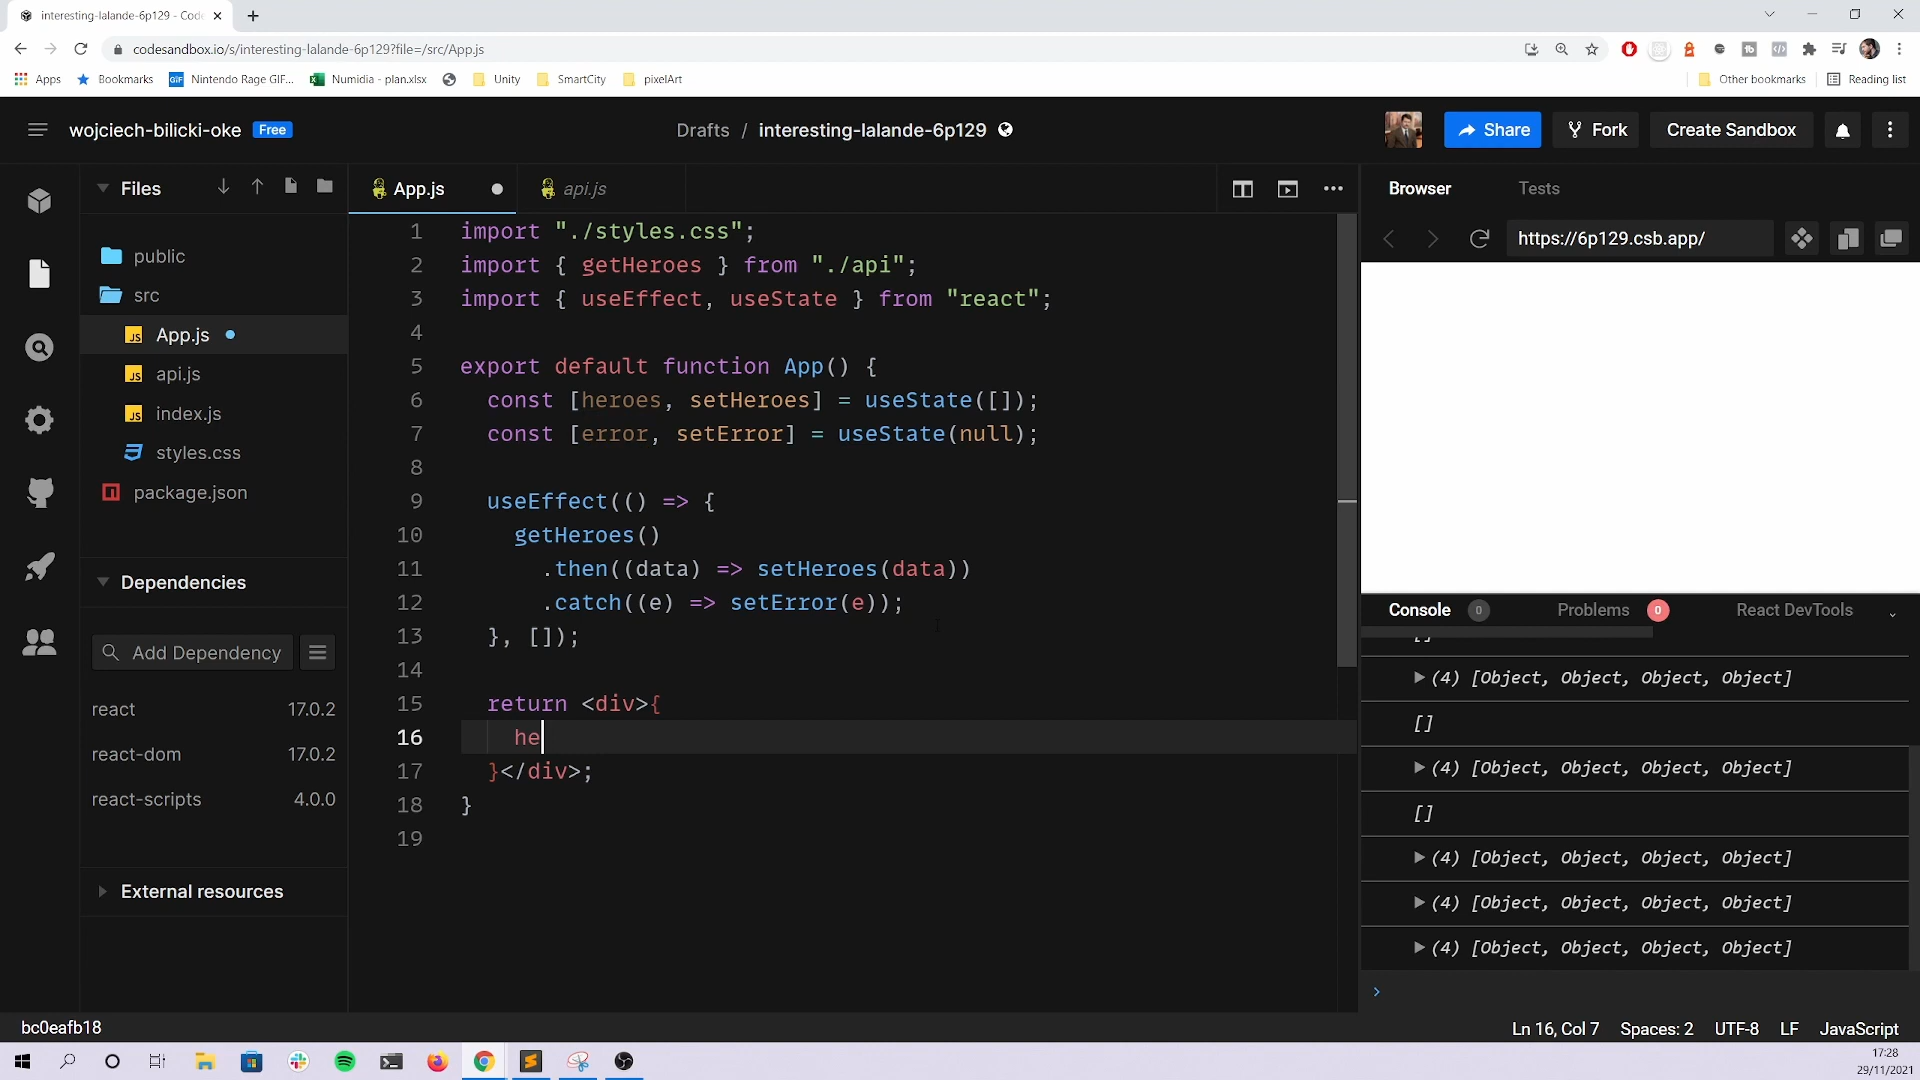 interesting-lalande-6p129 - Code
codesandbox.io/s/interesting-lalande-6p129?file=/src/App.js
Apps
Bookmarks
GIF
Nintendo Rage GIF...
Numidia - plan.xlsx
Unity
SmartCity
pixelArt
Other bookmarks
Reading list
wojciech-bilicki-oke
Free
Drafts / interesting-lalande-6p129
Share
Fork
Create Sandbox
Files
App.js
api.js
Browser
Tests
https://6p129.csb.app/
public
src
JS App.js
JS api.js
JS index.js
styles.css
package.json
Dependencies
Add Dependency
react 17.0.2
react-dom 17.0.2
react-scripts 4.0.0
External resources
1 import "./styles.css";
2 import { getHeroes } from "./api";
3 import { useEffect, useState } from "react";
4
5 export default function App() {
6 const [heroes, setHeroes] = useState([]);
7 const [error, setError] = useState(null);
8
9 useEffect(() => {
10 getHeroes()
11 .then((data) => setHeroes(data))
12 .catch((e) => setError(e));
13 }, []);
14
15 return <div>{
16 he
17 }</div>;
18 }
19
Console 0
Problems 0
React DevTools
[]
(4) [Object, Object, Object, Object]
[]
(4) [Object, Object, Object, Object]
[]
(4) [Object, Object, Object, Object]
(4) [Object, Object, Object, Object]
(4) [Object, Object, Object, Object]
bc0eafb18
Ln 16, Col 7
Spaces: 2
UTF-8
LF
JavaScript
17:28
29/11/2021